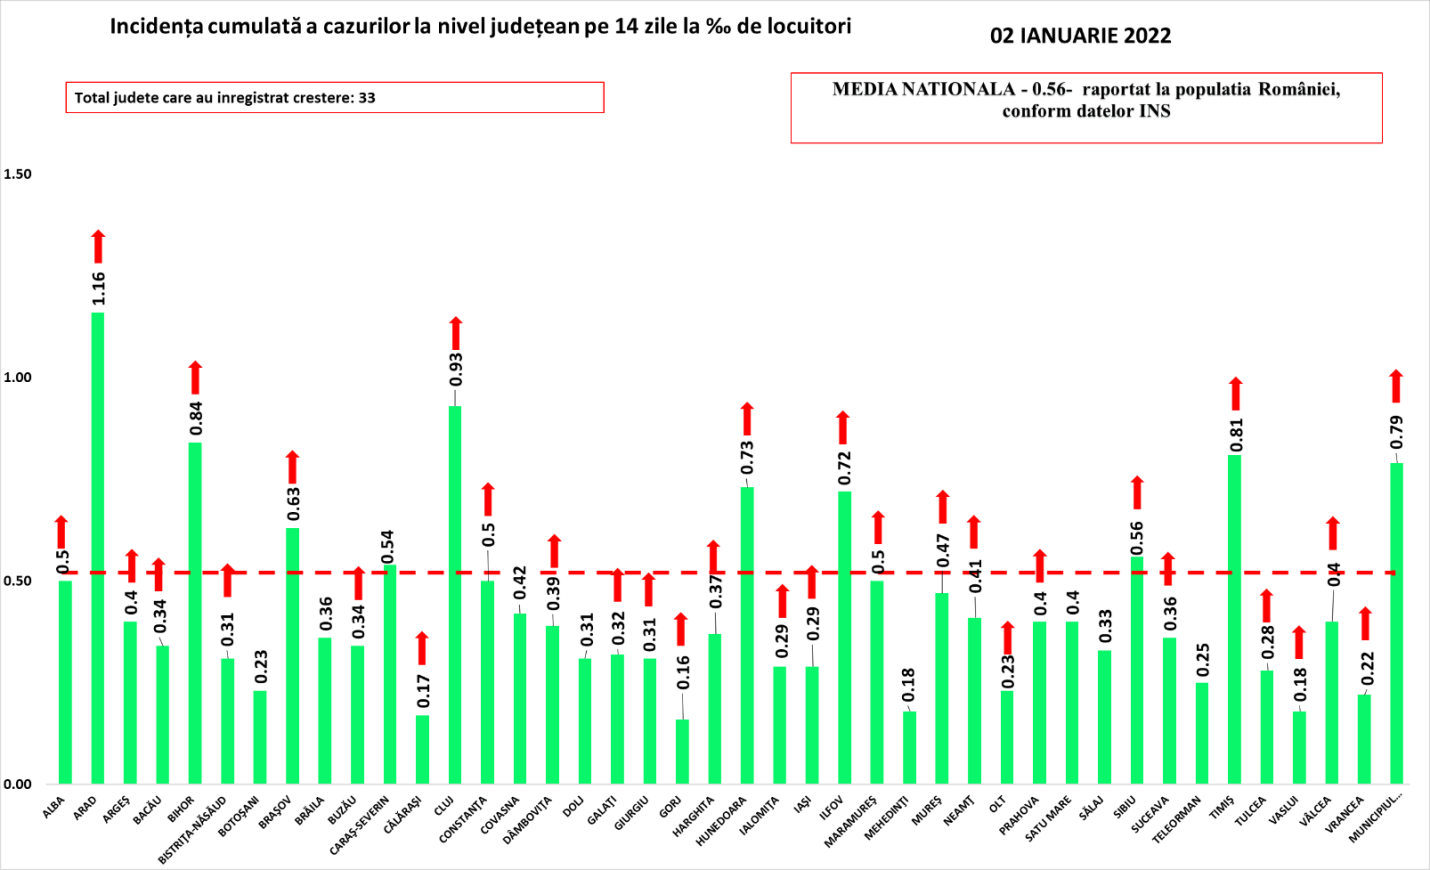 Incidența cumulată a cazurilor la nivel județean pe 14 zile la ‰ de locuitori
02 IANUARIE 2022
Total judete care au inregistrat crestere: 33
MEDIA NATIONALA - 0.56- raportat la populatia României,
conform datelor INS
1.50
1.00
0.50
0.00
0.5
1.16
0.4
0.34
0.84
0.31
0.23
0.63
0.36
0.34
0.54
0.17
0.93
0.5
0.42
0.39
0.31
0.32
0.31
0.16
0.37
0.73
0.29
0.29
0.72
0.5
0.18
0.47
0.41
0.23
0.4
0.4
0.33
0.56
0.36
0.25
0.81
0.28
0.18
0.4
0.22
0.79
ALBA
ARAD
ARGEȘ
BACĂU
BIHOR
BISTRIȚA-NĂSĂUD
BOTOȘANI
BRAȘOV
BRĂILA
BUZĂU
CARAȘ-SEVERIN
CĂLĂRAȘI
CLUJ
CONSTANȚA
COVASNA
DÂMBOVIȚA
DOLJ
GALAȚI
GIURGIU
GORJ
HARGHITA
HUNEDOARA
IALOMIȚA
IAȘI
ILFOV
MARAMUREȘ
MEHEDINȚI
MUREȘ
NEAMȚ
OLT
PRAHOVA
SATU MARE
SĂLAJ
SIBIU
SUCEAVA
TELEORMAN
TIMIȘ
TULCEA
VASLUI
VÂLCEA
VRANCEA
MUNICIPIUL...